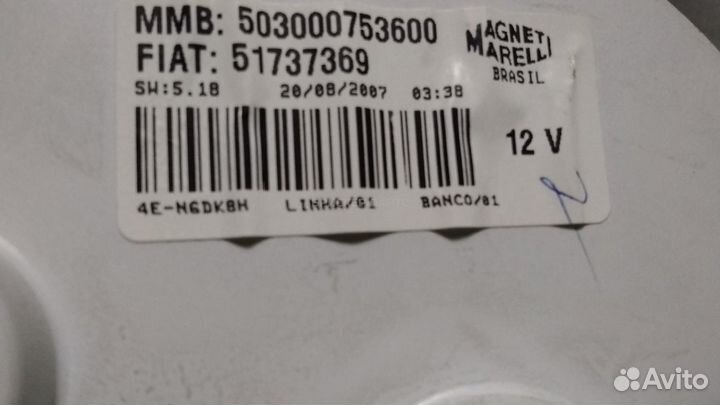 MMB: 503000753600
FIAT: 51737369
MAGNETI
MARELLI
BRASIL
SW:5.18 20/08/2007 03:38
12 V
4E-N6DK8H LINHA/01 BANCO/01
Avito